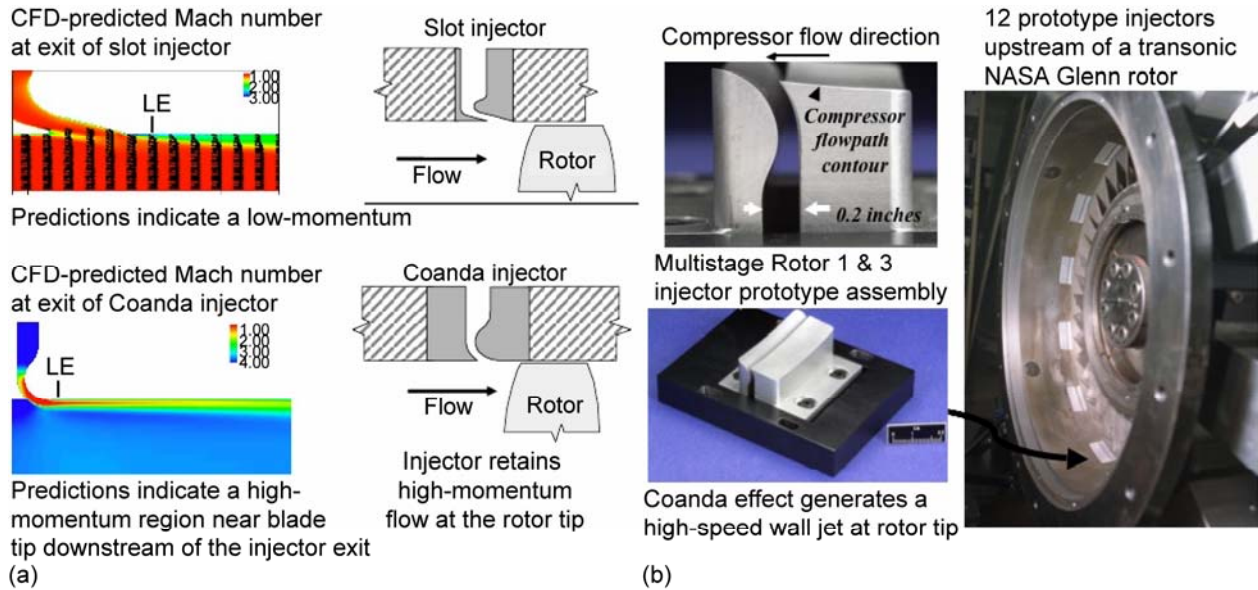 CFD-predicted Mach number
at exit of slot injector
1.00
2.00
3.00
LE
Predictions indicate a low-momentum
Slot injector
Flow
Rotor
CFD-predicted Mach number
at exit of Coanda injector
1.00
2.00
3.00
4.00
LE
Predictions indicate a high-
momentum region near blade
tip downstream of the injector exit
(a)
Coanda injector
Flow
Rotor
Injector retains
high-momentum
flow at the rotor tip
Compressor flow direction
Compressor
flowpath
contour
0.2 inches
Multistage Rotor 1 & 3
injector prototype assembly
Coanda effect generates a
high-speed wall jet at rotor tip
(b)
12 prototype injectors
upstream of a transonic
NASA Glenn rotor